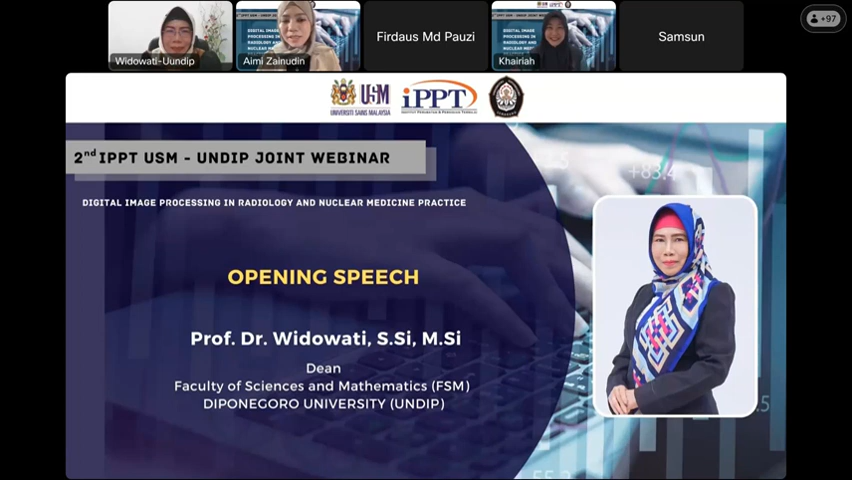 +97
Widowati-Uundip
Aimi Zainudin
Firdaus Md Pauzi
Khairiah
Samsun
USM
UNIVERSITI SAINS MALAYSIA
iPPT
2nd IPPT USM - UNDIP JOINT WEBINAR
DIGITAL IMAGE PROCESSING IN RADIOLOGY AND NUCLEAR MEDICINE PRACTICE
+83.4
OPENING SPEECH
Prof. Dr. Widowati, S.Si, M.Si
Dean
Faculty of Sciences and Mathematics (FSM)
DIPONEGORO UNIVERSITY (UNDIP)